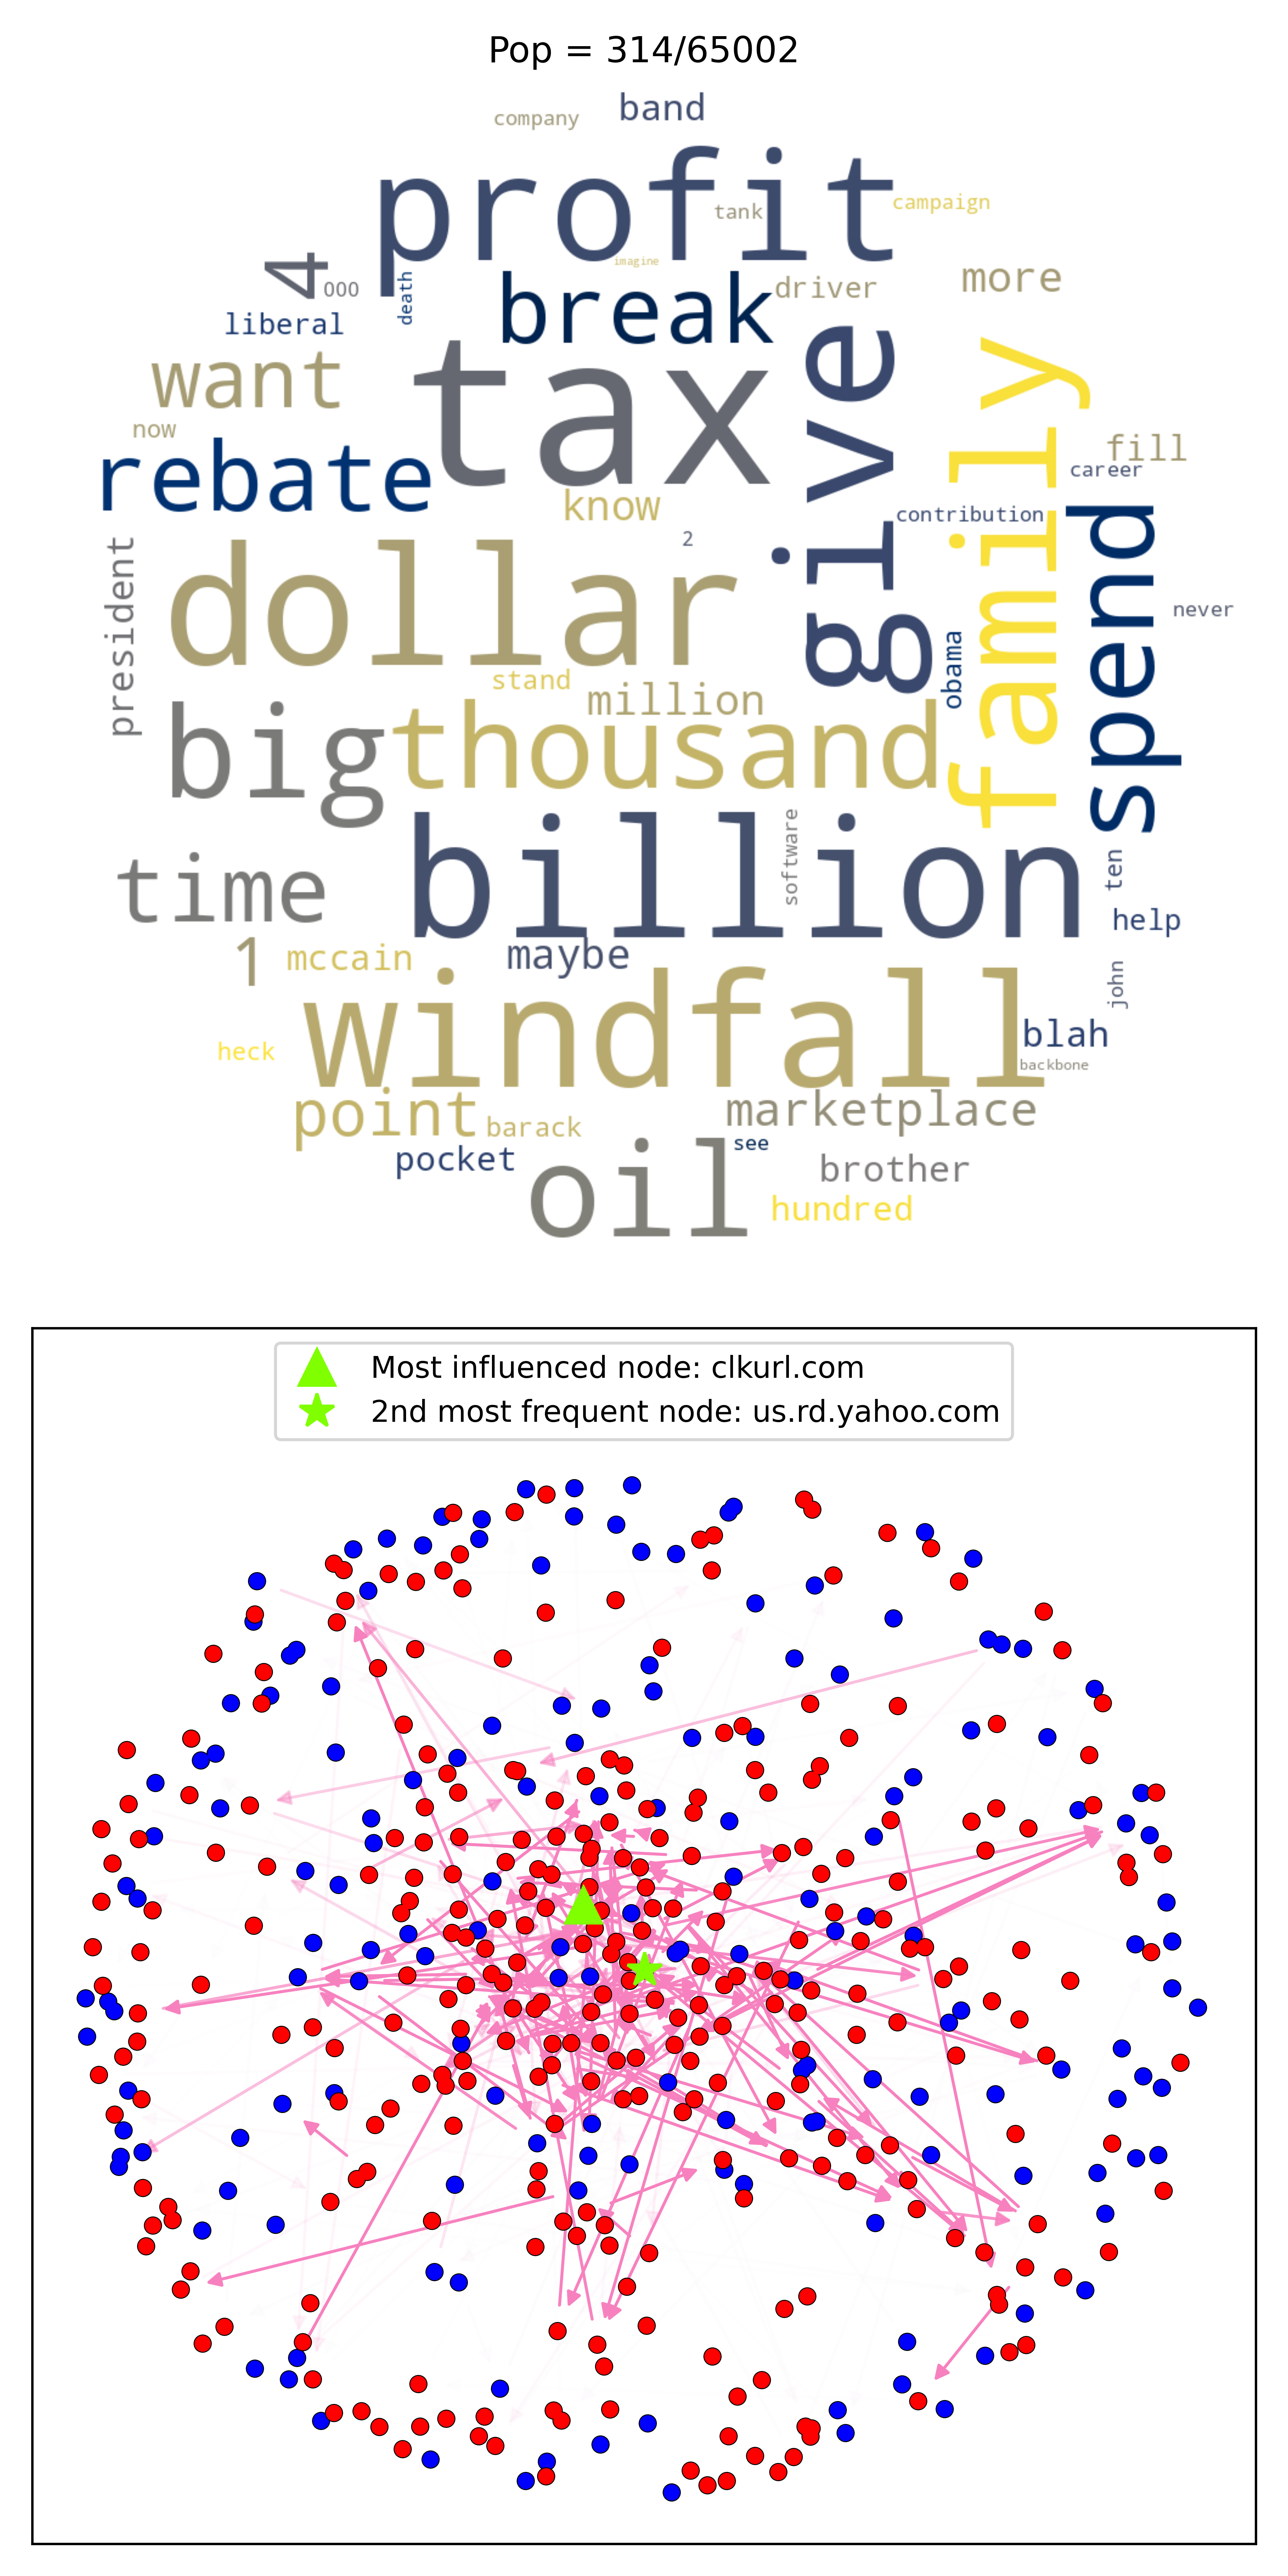 Pop = 314/65002
company
band
profit
tank
campaign
imagine
4
000
death
break
driver
more
liberal
want
tax
give
family
now
rebate
know
fill
career
contribution
spend
2
president
dollar
never
obama
stand
million
big
thousand
billion
software
time
ten
help
1
mccain
maybe
john
windfall
heck
blah
backbone
point
barack
marketplace
pocket
oil
see
brother
hundred
Most influenced node: clkurl.com
2nd most frequent node: us.rd.yahoo.com